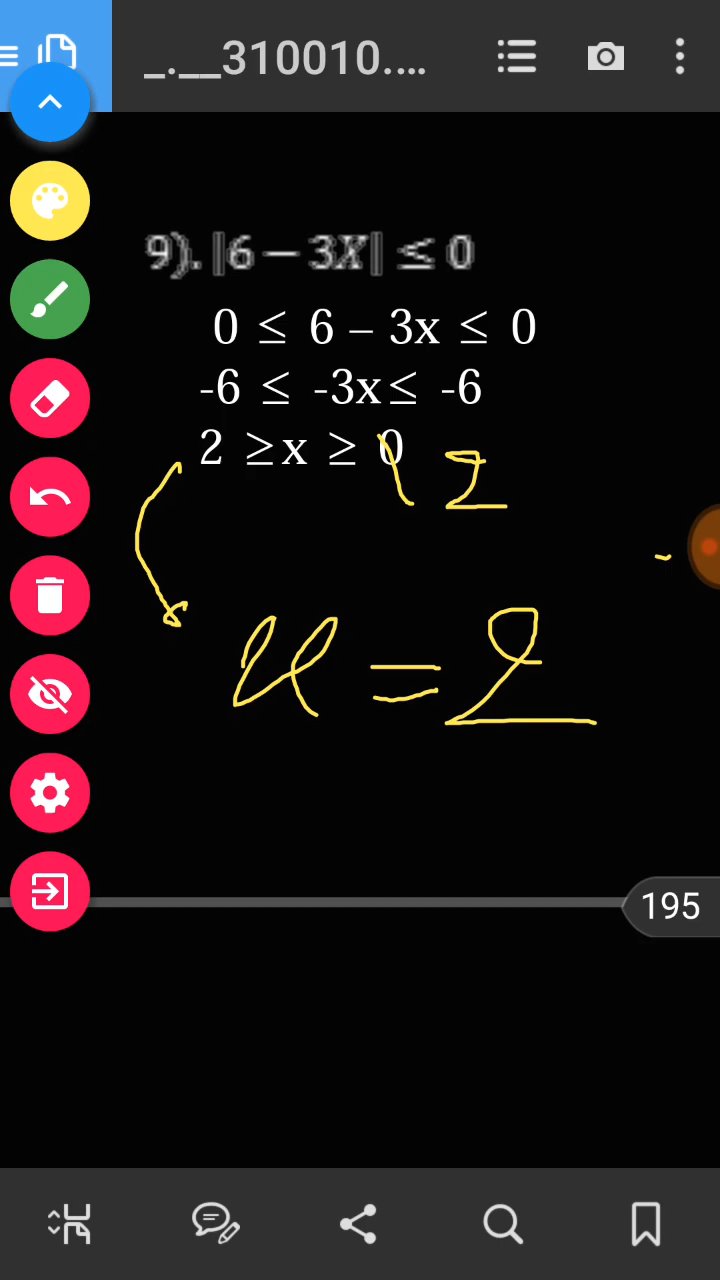 _.__310010....
9). |6 – 3X| ≤ 0
0 ≤ 6 – 3x ≤ 0
-6 ≤ -3x ≤ -6
2 ≥ x ≥ 0 2
x = 2
195